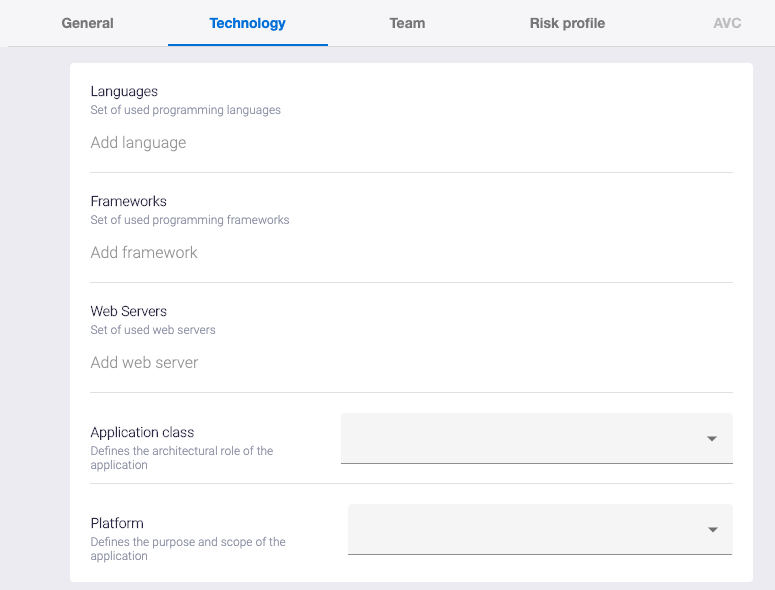 General Technology Team Risk profile AVC
Languages
Set of used programming languages
Add language
Frameworks
Set of used programming frameworks
Add framework
Web Servers
Set of used web servers
Add web server
Application class
Defines the architectural role of the
application
Platform
Defines the purpose and scope of the
application